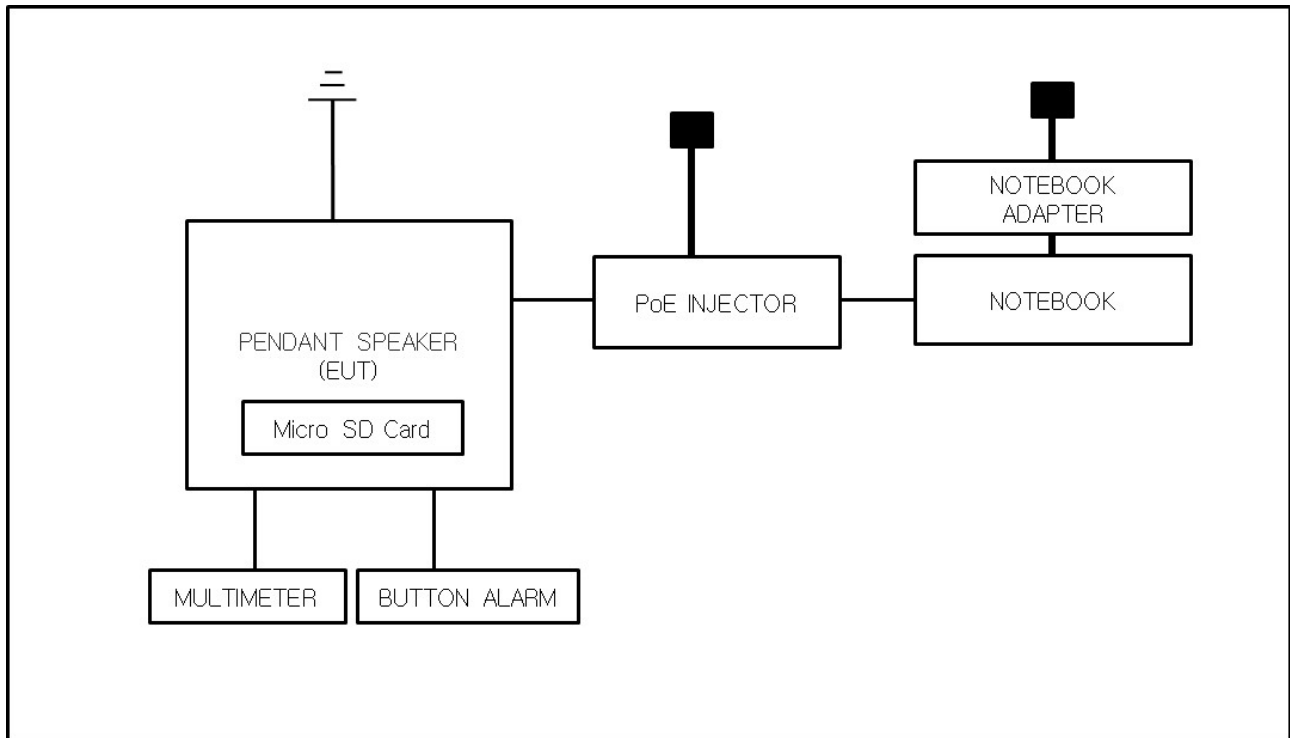 NOTEBOOK
ADAPTER
PoE INJECTOR
NOTEBOOK
PENDANT SPEAKER
(EUT)
Micro SD Card
MULTIMETER
BUTTON ALARM